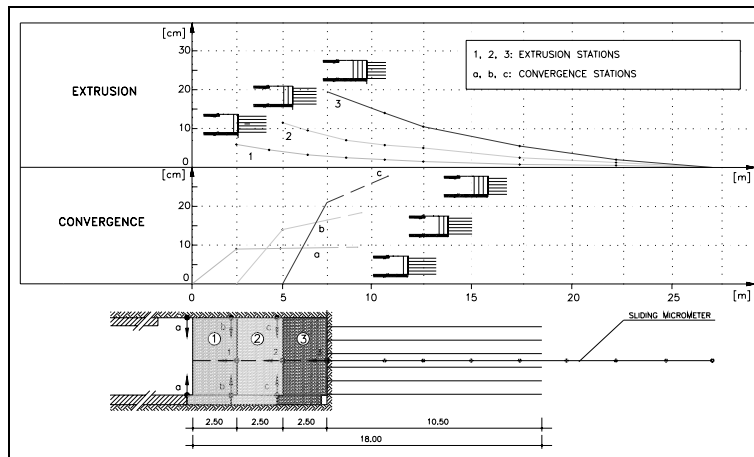 [cm]
30
20
10
0
EXTRUSION
1, 2, 3: EXTRUSION STATIONS
a, b, c: CONVERGENCE STATIONS
3
2
1
[m]
[cm]
20
10
0
CONVERGENCE
c
b
a
0 5 10 15 20 25 [m]
SLIDING MICROMETER
a b c
1 2 3
1 2 3
a b c
2.50 2.50 2.50 10.50
18.00